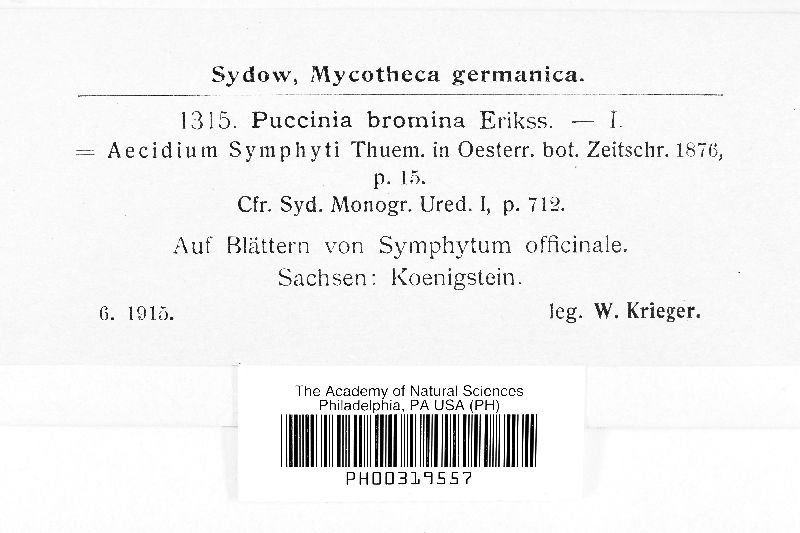 Sydow, Mycotheca germanica.
1315. Puccinia bromina Erikss. — I.
= Aecidium Symphyti Thuem. in Oesterr. bot. Zeitschr. 1876,
p. 15.
Cfr. Syd. Monogr. Ured. I, p. 712.
Auf Blättern von Symphytum officinale.
Sachsen: Koenigstein.
6. 1915. leg. W. Krieger.
The Academy of Natural Sciences
Philadelphia, PA USA (PH)
PH00319557